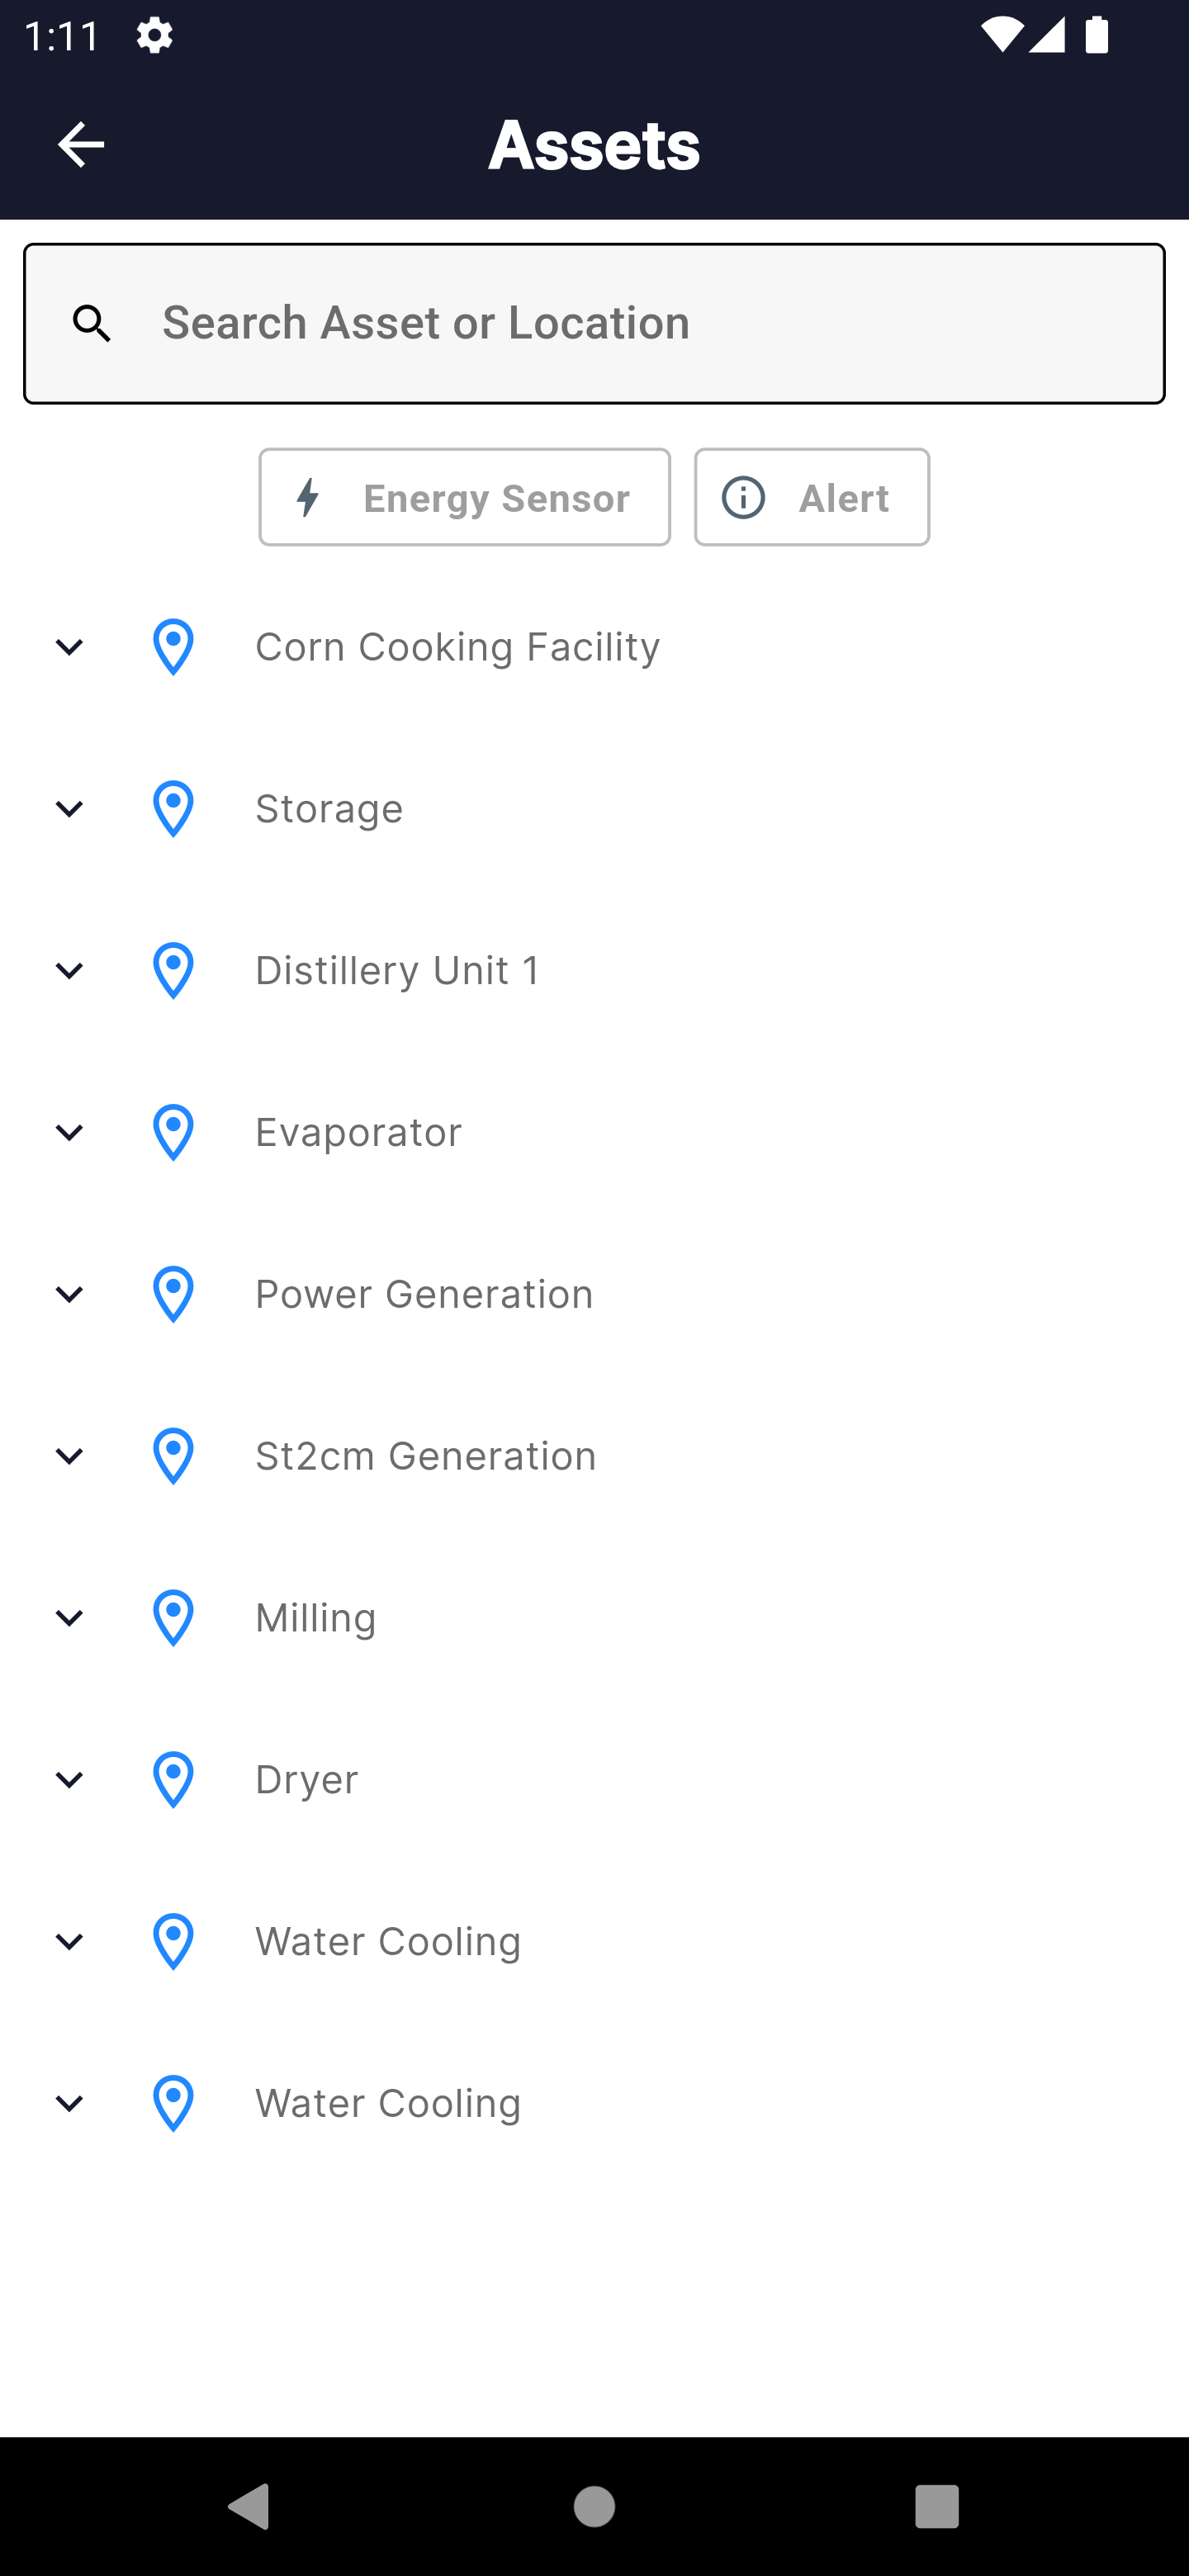 1:11
Assets
Search Asset or Location
Energy Sensor
Alert
Corn Cooking Facility
Storage
Distillery Unit 1
Evaporator
Power Generation
St2cm Generation
Milling
Dryer
Water Cooling
Water Cooling